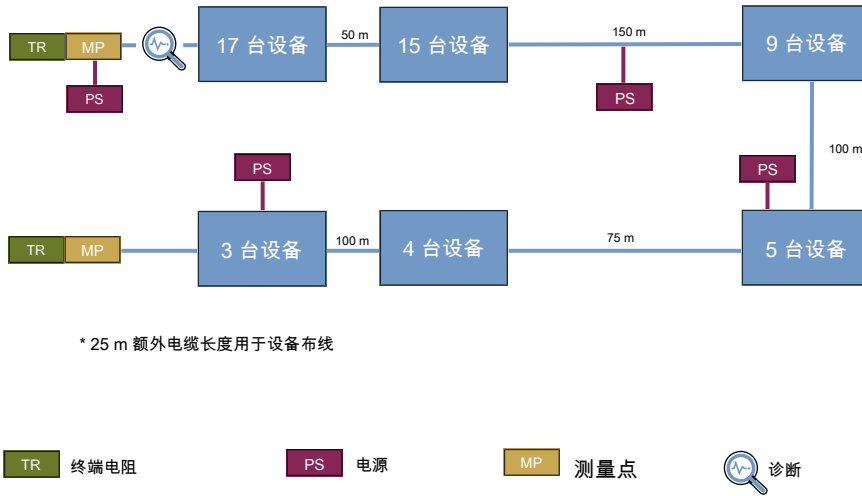 TR MP
PS
17 台设备
50 m
15 台设备
150 m
PS
9 台设备
100 m
PS
PS
TR MP
3 台设备
100 m
4 台设备
75 m
5 台设备
* 25 m 额外电缆长度用于设备布线
TR 终端电阻
PS 电源
MP 测量点
诊断